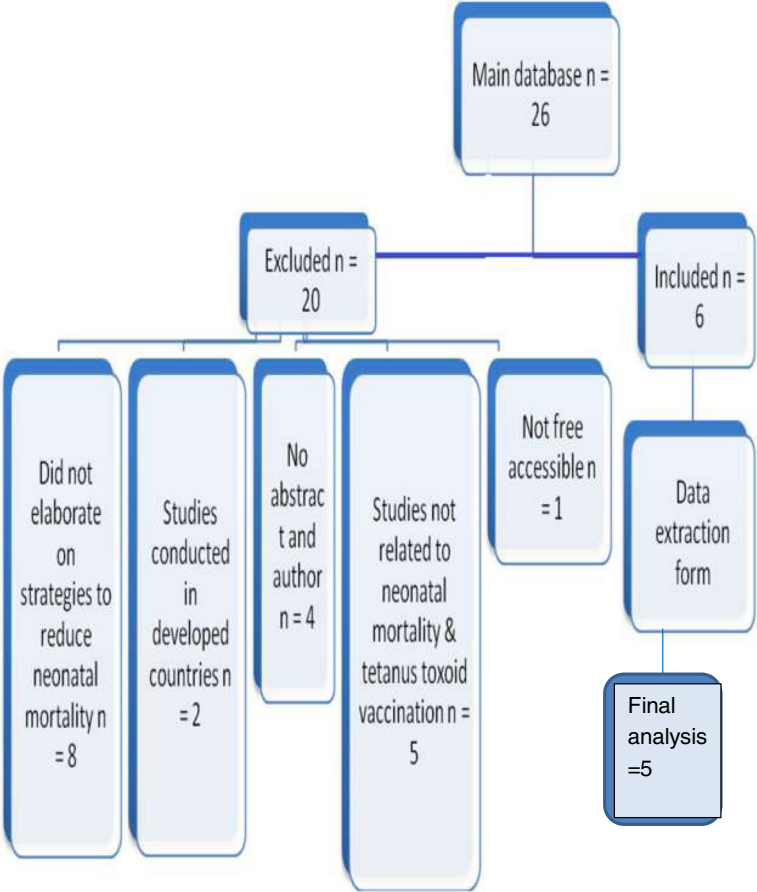 Main database n =
26
Excluded n =
20
Included n =
6
Did not
elaborate
on
strategies to
reduce
neonatal
mortality n
= 8
Studies
conducted
in
developed
countries n
= 2
No
abstrac
t and
author
n = 4
Studies not
related to
neonatal
mortality &
tetanus toxoid
vaccination n =
5
Not free
accessible n
= 1
Data
extraction
form
Final
analysis
=5